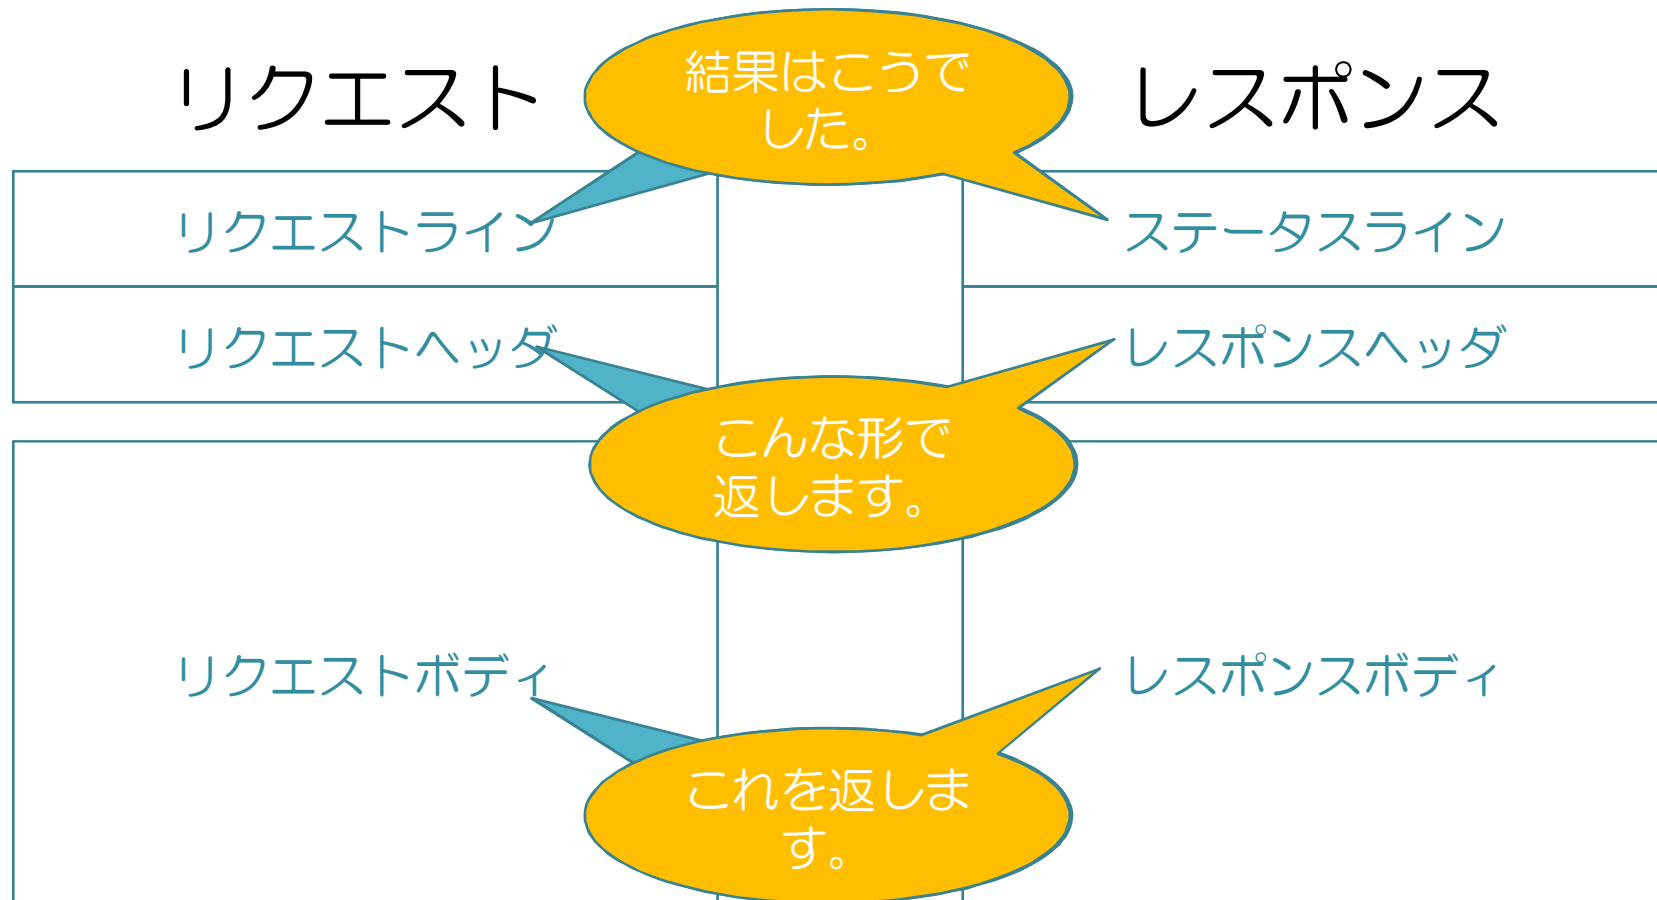 リクエスト
結果はこうで
した。
レスポンス
リクエストライン
ステータスライン
リクエストヘッダ
レスポンスヘッダ
こんな形で
返します。
リクエストボディ
レスポンスボディ
これを返しま
す。